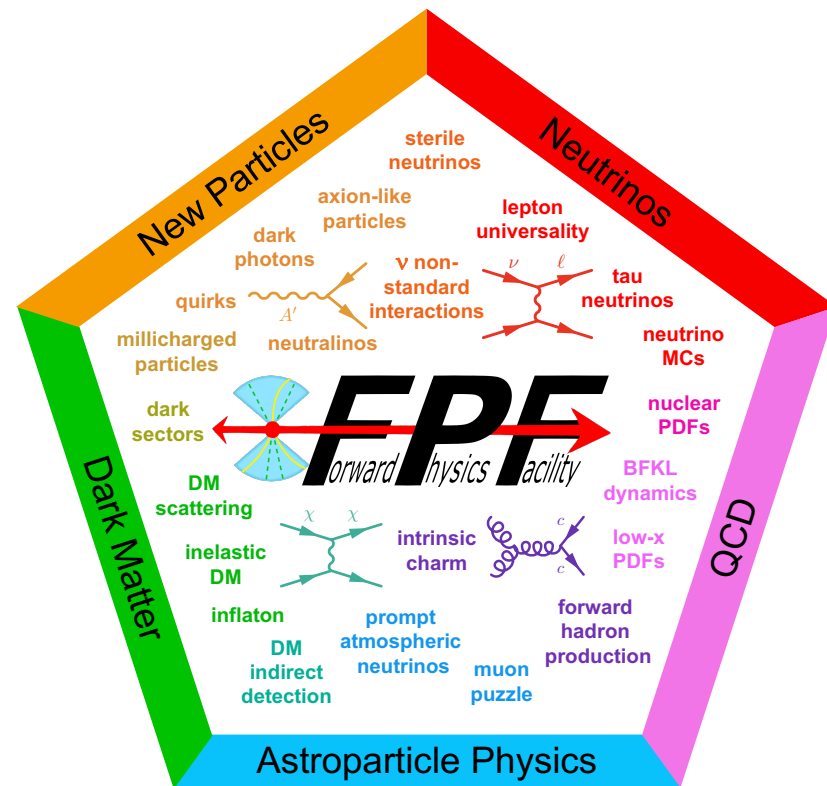 New Particles
Neutrinos
sterile
neutrinos
axion-like
particles
lepton
universality
dark
photons
ν non-
standard
interactions
ν
ℓ
tau
neutrinos
quirks
A′
neutralinos
millicharged
particles
neutrino
MCs
dark
sectors
FPF
Forward Physics Facility
nuclear
PDFs
BFKL
dynamics
Dark Matter
QCD
DM
scattering
χ
χ
inelastic
DM
intrinsic
charm
c
c
low-x
PDFs
inflaton
prompt
atmospheric
neutrinos
forward
hadron
production
DM
indirect
detection
muon
puzzle
Astroparticle Physics